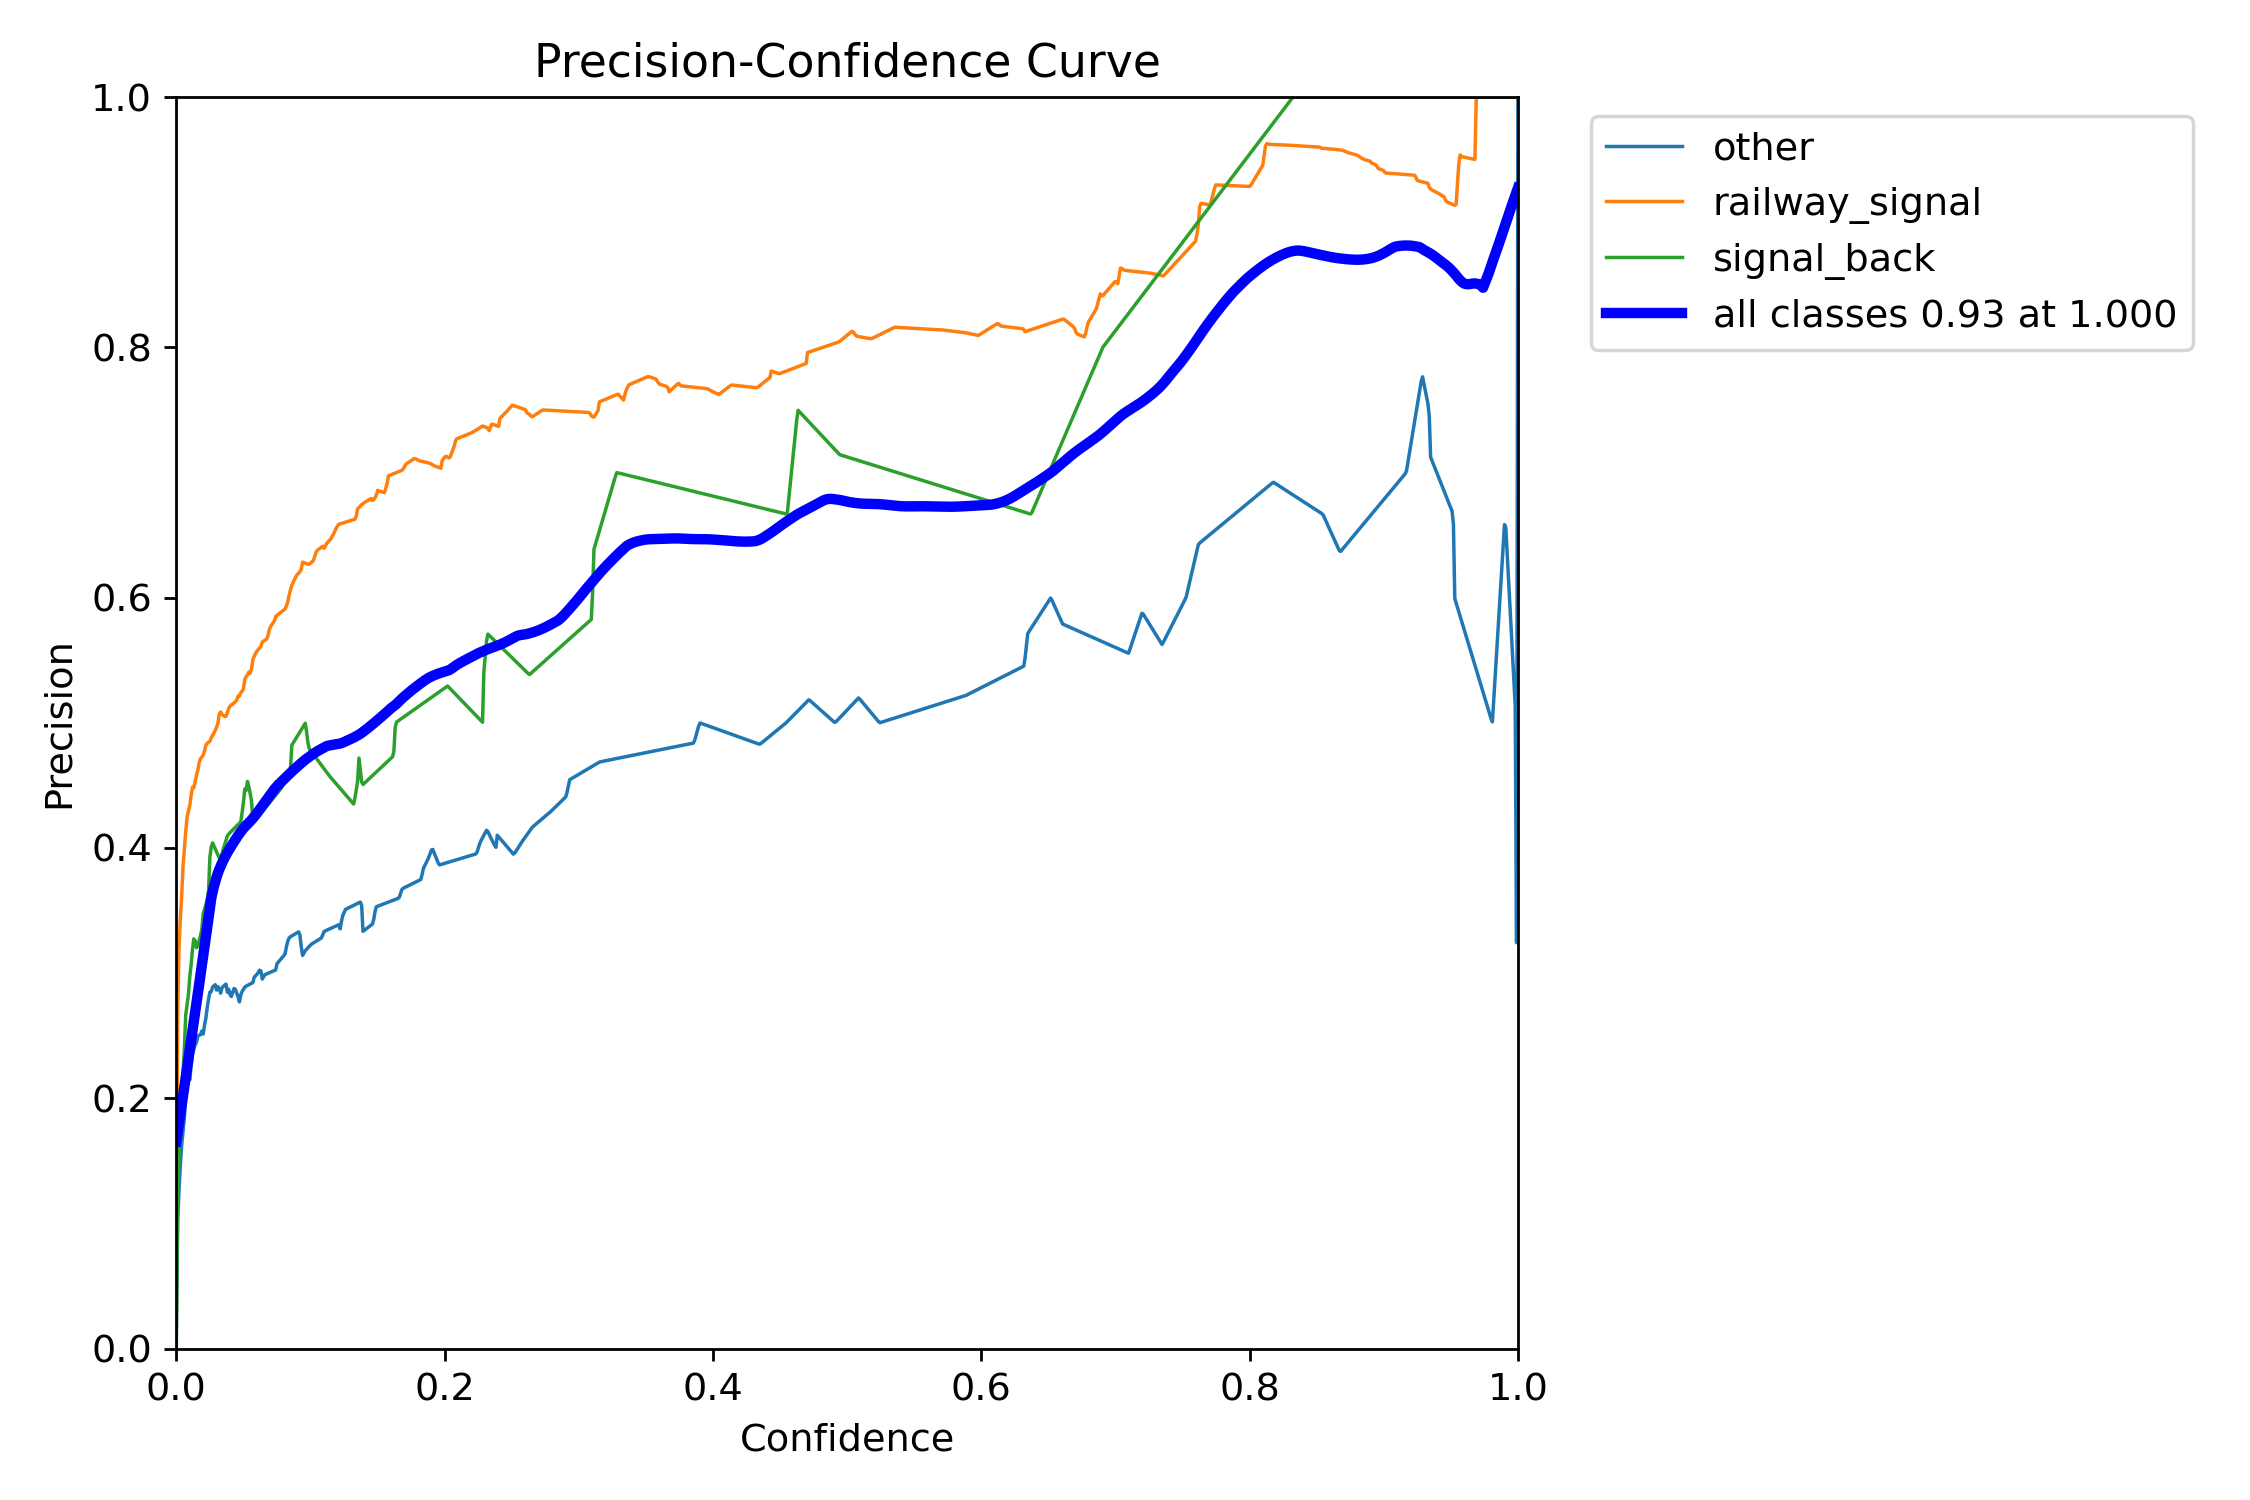 Precision-Confidence Curve
1.0
0.8
0.6
0.4
0.2
0.0
Precision
0.0 0.2 0.4 0.6 0.8 1.0
Confidence
other
railway_signal
signal_back
all classes 0.93 at 1.000